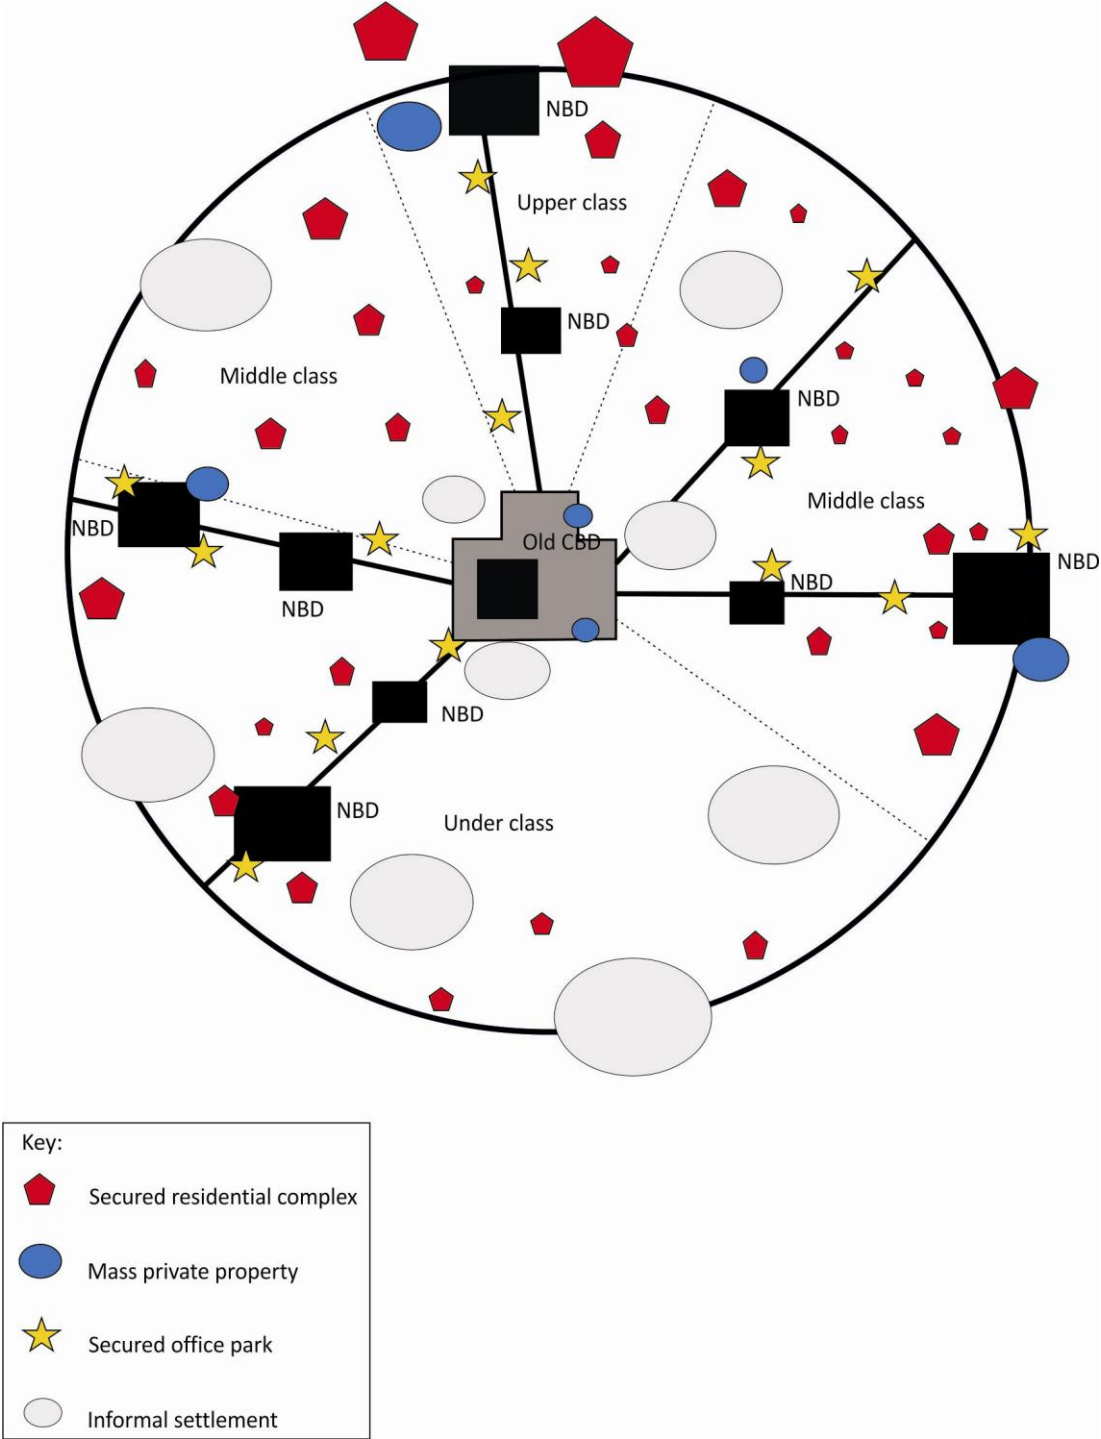 NBD
Upper class
NBD
Middle class
NBD
Middle class
NBD
Old CBD
NBD
NBD
NBD
NBD
NBD
Under class
Key:
Secured residential complex
Mass private property
Secured office park
Informal settlement